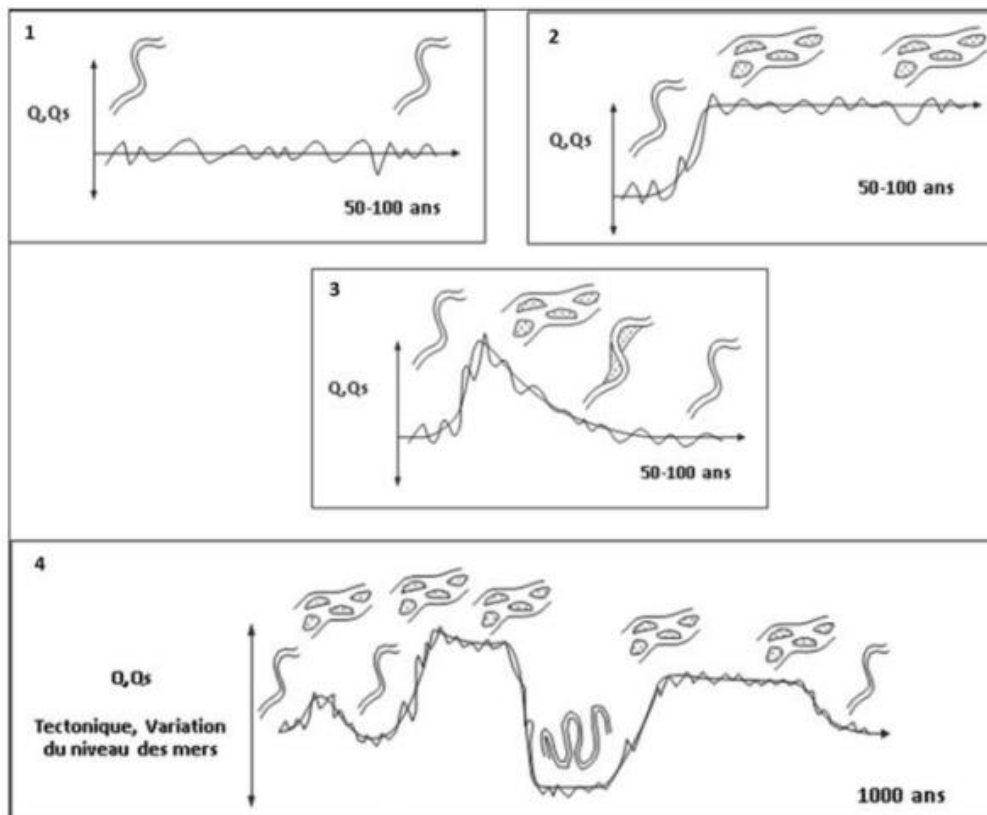 1
Q,Qs
50-100 ans
2
Q,Qs
50-100 ans
3
Q,Qs
50-100 ans
4
Q,Qs
Tectonique, Variation
du niveau des mers
1000 ans